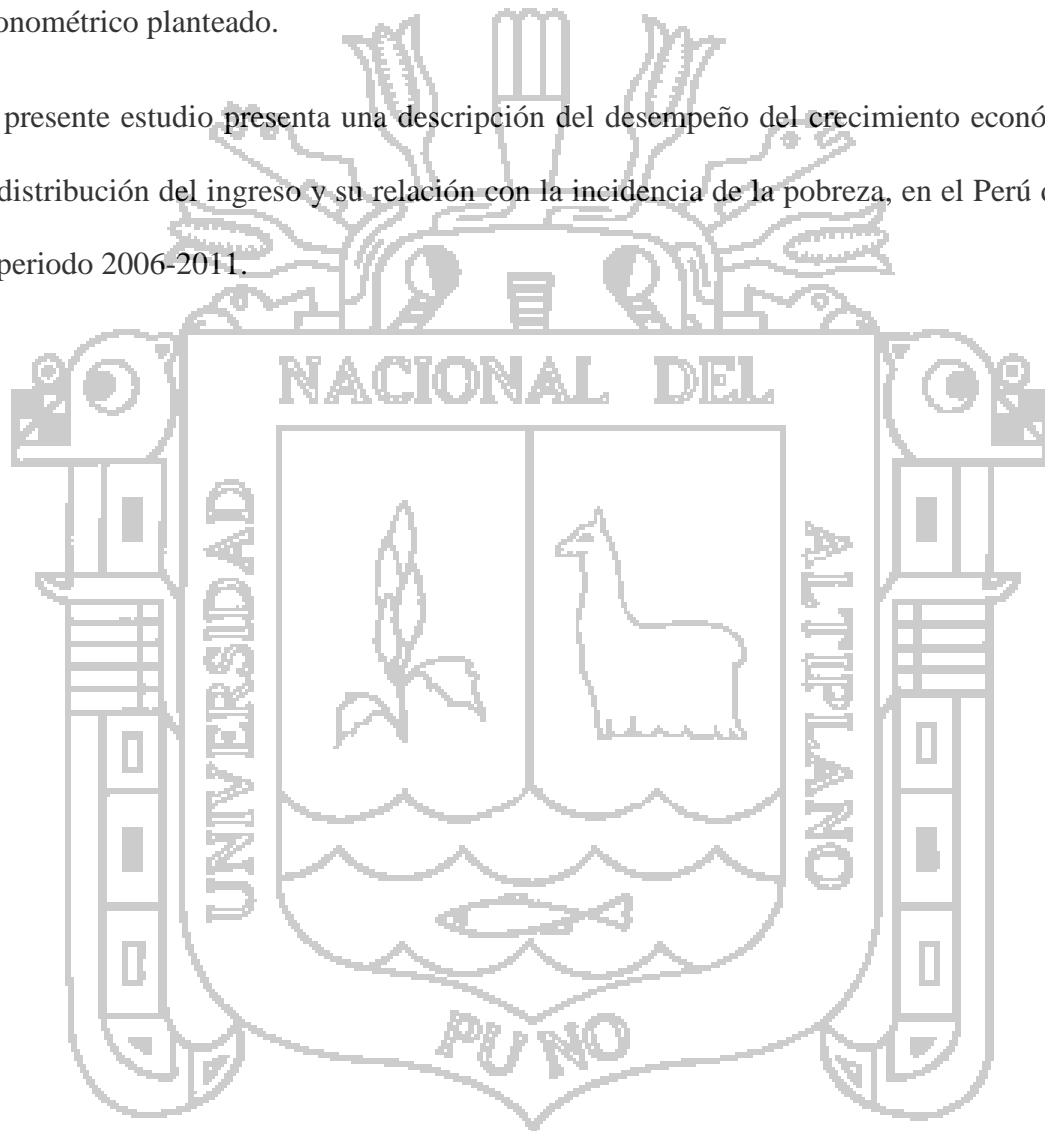 onométrico planteado.
presente estudio presenta una descripción del desempeño del crecimiento econó
distribución del ingreso y su relación con la incidencia de la pobreza, en el Perú
periodo 2006-2011.
NACIONAL DEL
UNIVERSIDAD
ALTIPLANO
PUNO